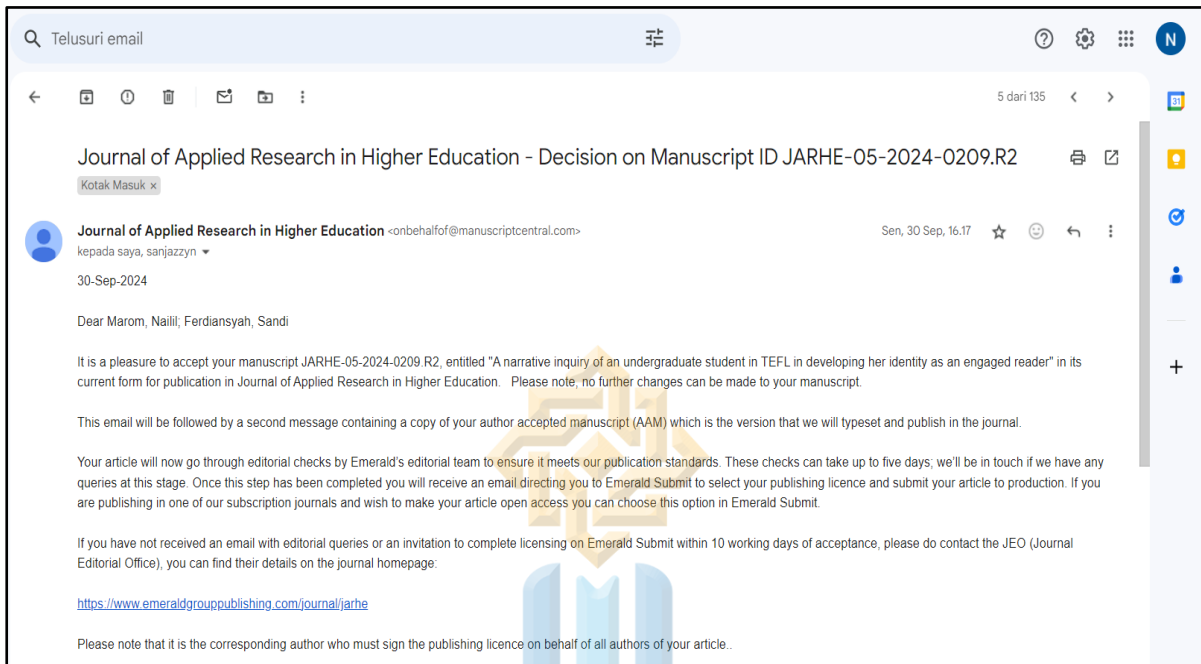 Telusuri email
N
5 dari 135
31
Journal of Applied Research in Higher Education - Decision on Manuscript ID JARHE-05-2024-0209.R2
Kotak Masuk ×
Journal of Applied Research in Higher Education <onbehalfof@manuscriptcentral.com>
Sen, 30 Sep, 16.17
kepada saya, sanjazzyn
30-Sep-2024
Dear Marom, Nailil; Ferdiansyah, Sandi
It is a pleasure to accept your manuscript JARHE-05-2024-0209.R2, entitled "A narrative inquiry of an undergraduate student in TEFL in developing her identity as an engaged reader" in its
current form for publication in Journal of Applied Research in Higher Education.   Please note, no further changes can be made to your manuscript.
This email will be followed by a second message containing a copy of your author accepted manuscript (AAM) which is the version that we will typeset and publish in the journal.
Your article will now go through editorial checks by Emerald's editorial team to ensure it meets our publication standards. These checks can take up to five days; we'll be in touch if we have any
queries at this stage. Once this step has been completed you will receive an email directing you to Emerald Submit to select your publishing licence and submit your article to production. If you
are publishing in one of our subscription journals and wish to make your article open access you can choose this option in Emerald Submit.
If you have not received an email with editorial queries or an invitation to complete licensing on Emerald Submit within 10 working days of acceptance, please do contact the JEO (Journal
Editorial Office), you can find their details on the journal homepage:
https://www.emeraldgrouppublishing.com/journal/jarhe
Please note that it is the corresponding author who must sign the publishing licence on behalf of all authors of your article..